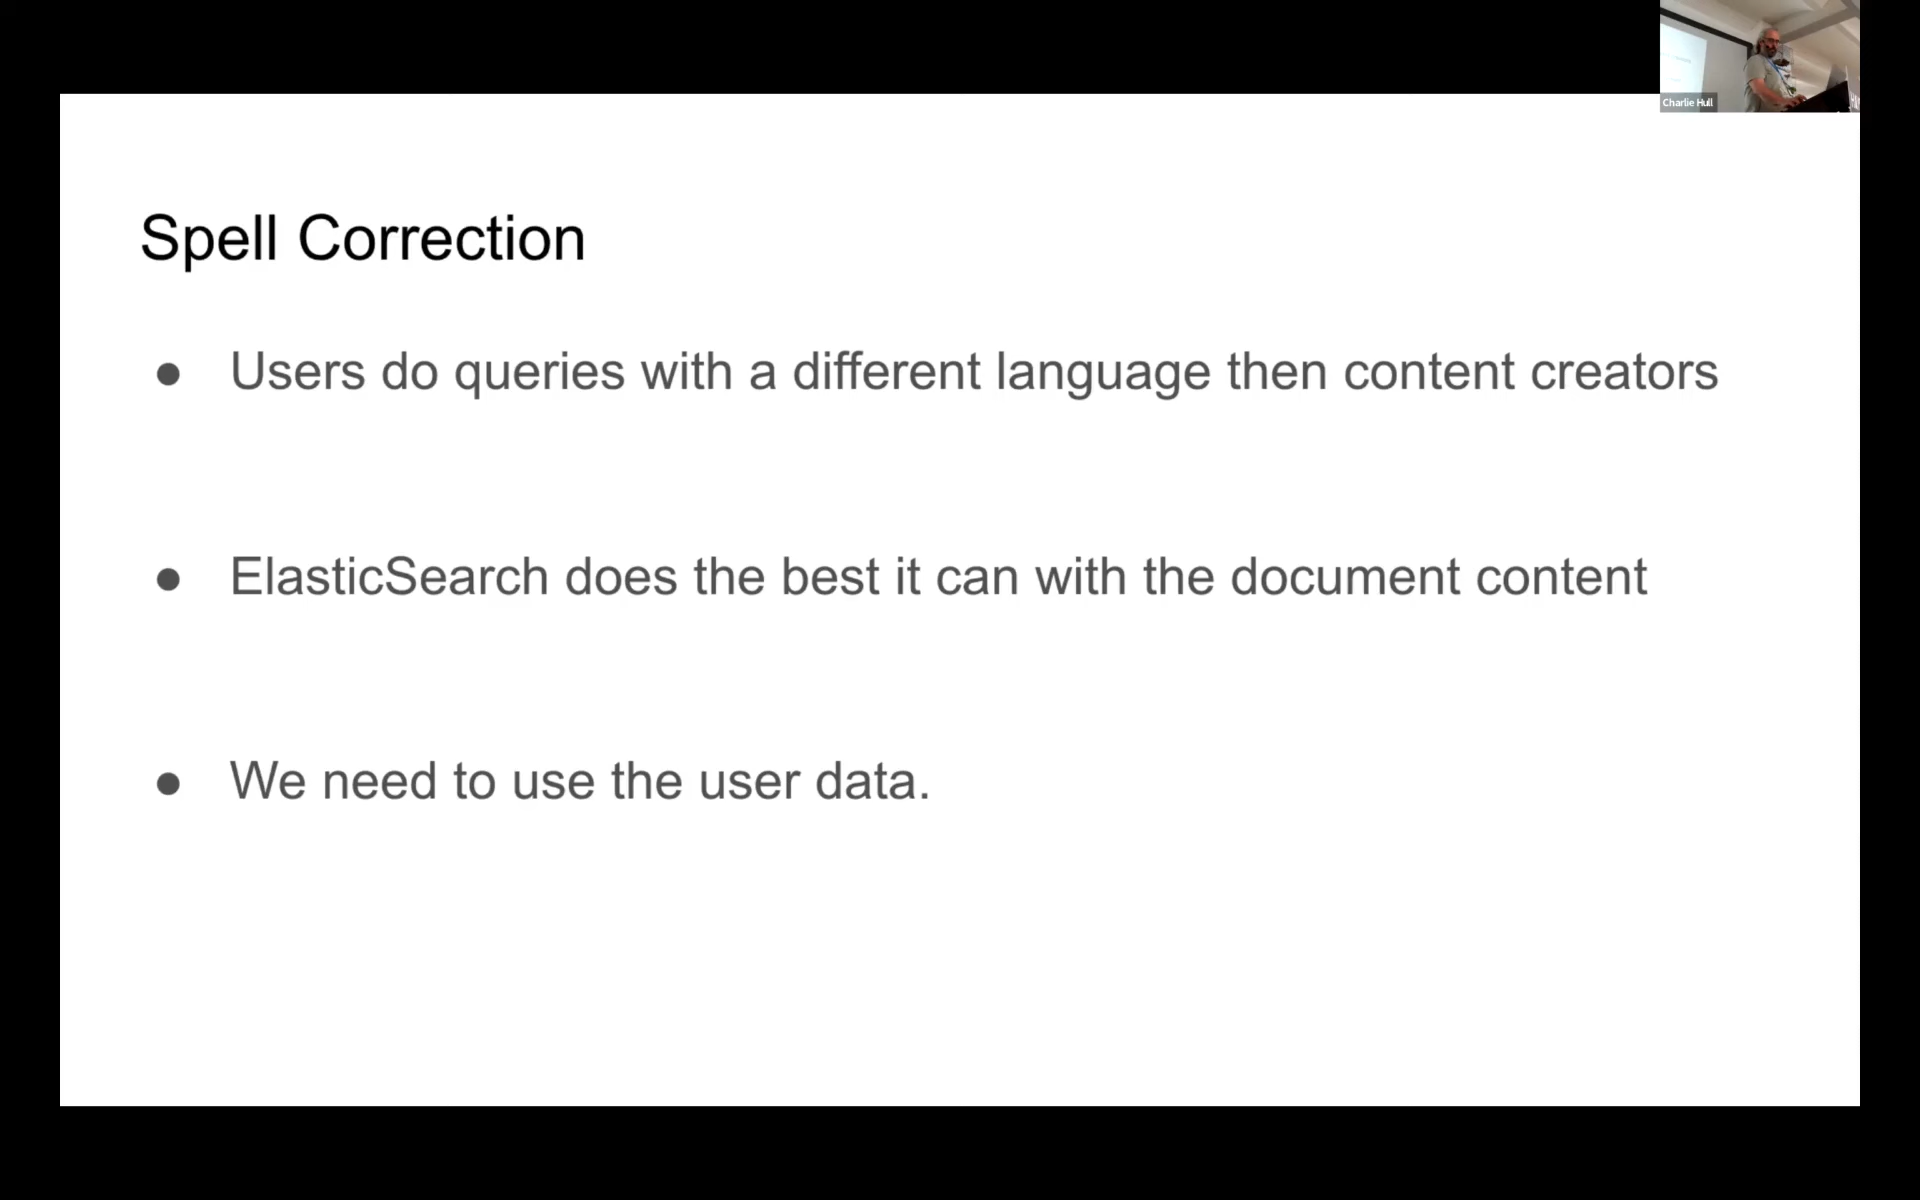 Charlie Hull
Spell Correction
● Users do queries with a different language then content creators
● ElasticSearch does the best it can with the document content
● We need to use the user data.